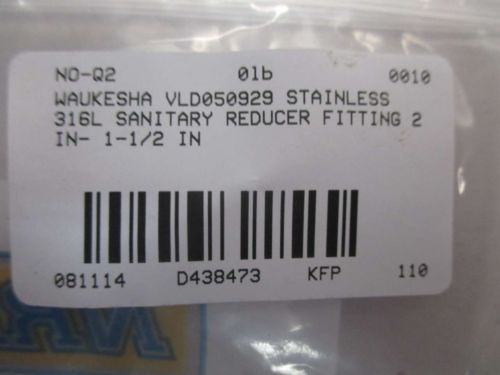 NO-Q2 0lb 0010
WAUKESHA VLD050929 STAINLESS
316L SANITARY REDUCER FITTING 2
IN- 1-1/2 IN
081114 D438473 KFP 110